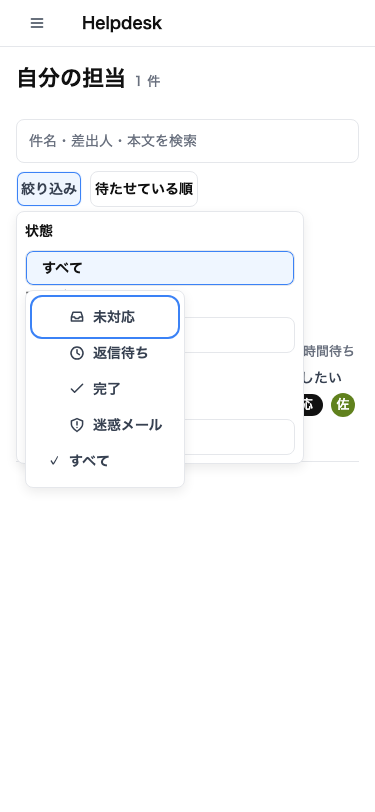 Helpdesk
自分の担当 1 件
件名・差出人・本文を検索
絞り込み 待たせている順
状態
すべて
未対応
時間待ち
返信待ち
したい
完了
応 佐
迷惑メール
✓ すべて